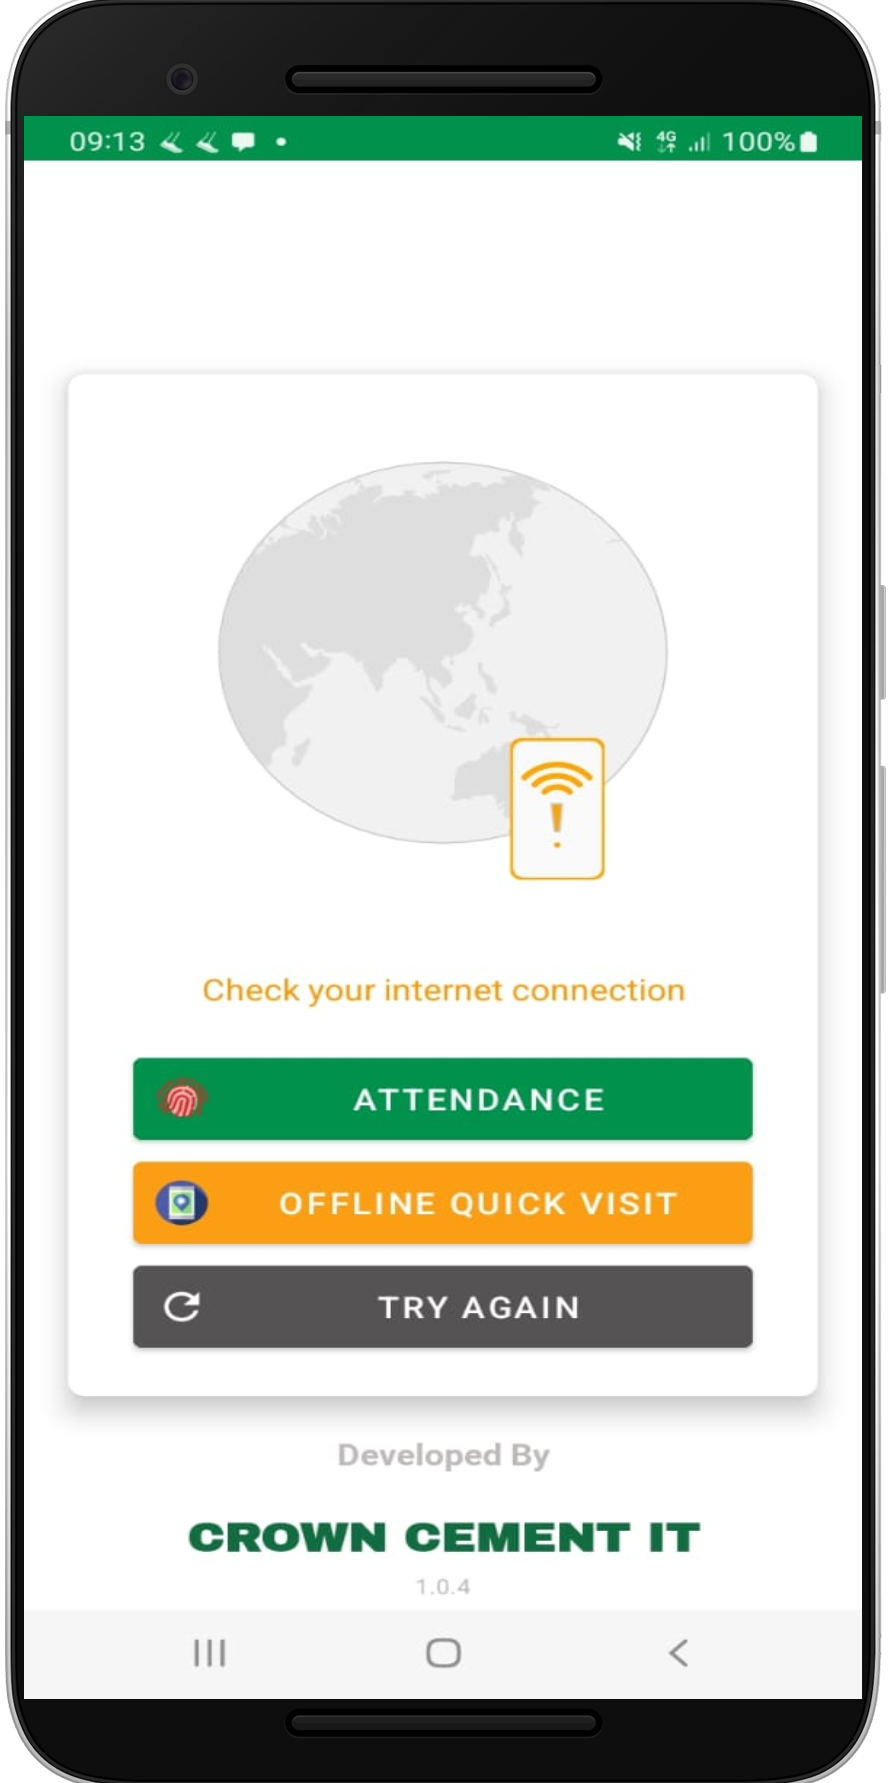 09:13 4G 100%
Check your internet connection
ATTENDANCE
OFFLINE QUICK VISIT
TRY AGAIN
Developed By
CROWN CEMENT IT
1.0.4